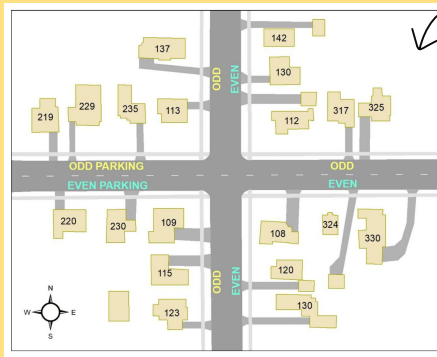 137
142
ODD
EVEN
130
219
229
235
113
112
317
325
ODD PARKING
EVEN PARKING
ODD
EVEN
220
230
109
108
324
330
115
120
ODD
EVEN
123
130
N
W E
S